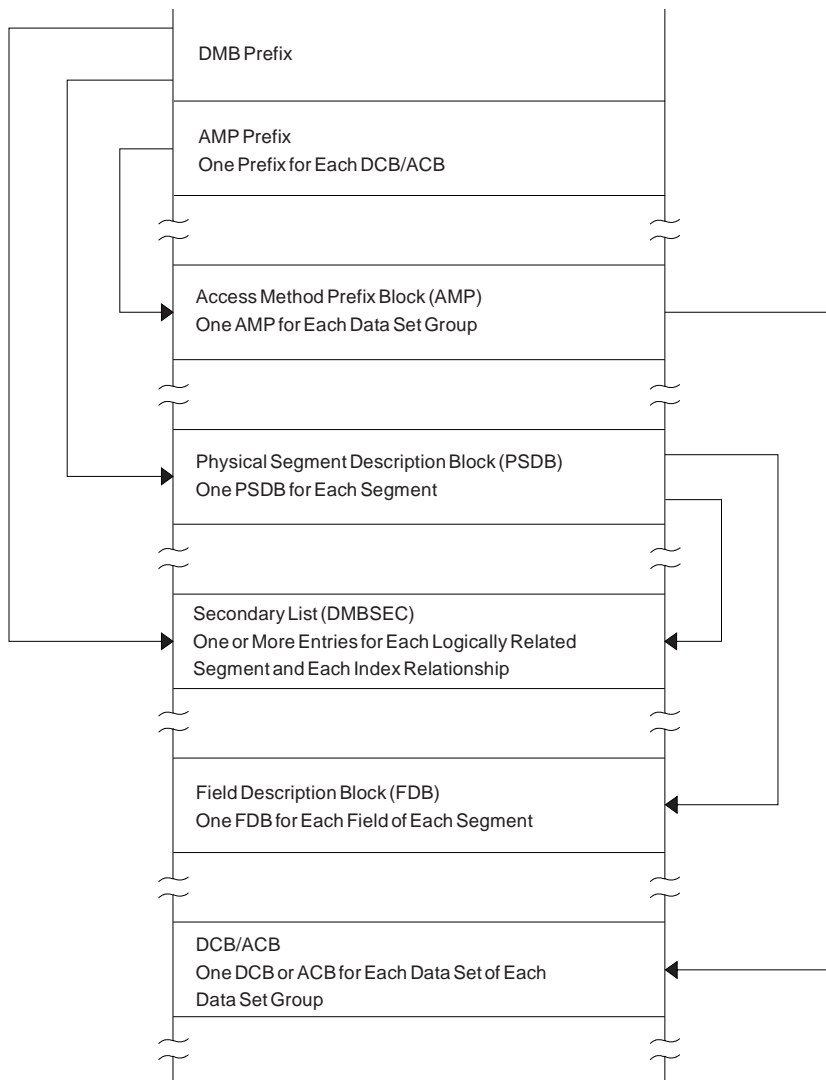 DMB Prefix
AMP Prefix
One Prefix for Each DCB/ACB
Access Method Prefix Block (AMP)
One AMP for Each Data Set Group
Physical Segment Description Block (PSDB)
One PSDB for Each Segment
Secondary List (DMBSEC)
One or More Entries for Each Logically Related
Segment and Each Index Relationship
Field Description Block (FDB)
One FDB for Each Field of Each Segment
DCB/ACB
One DCB or ACB for Each Data Set of Each
Data Set Group